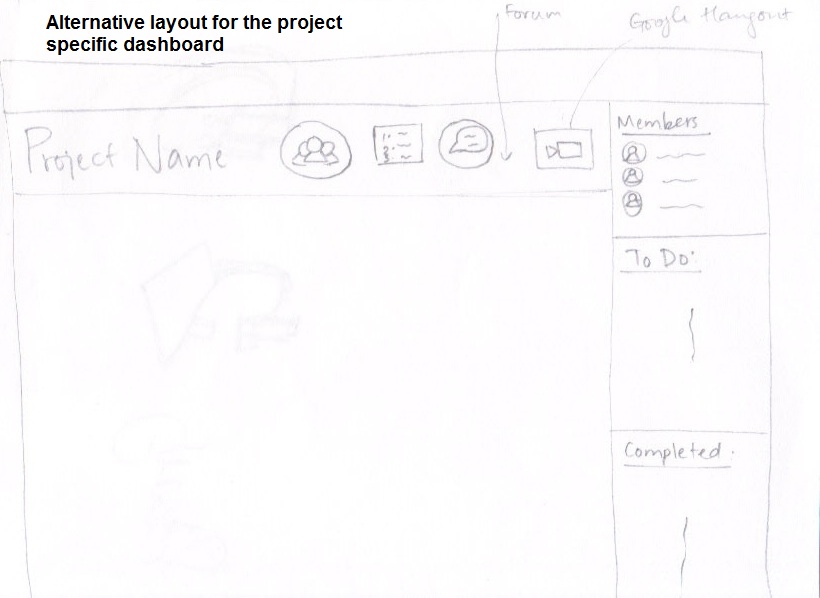 Alternative layout for the project
specific dashboard
Forum
Google Hangout
Project Name
Members
To Do:
Completed.